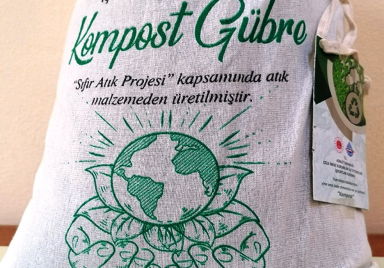 Kompost Gübre
"Sıfır Atık Projesi" kapsamında atık
malzemeden üretilmiştir.